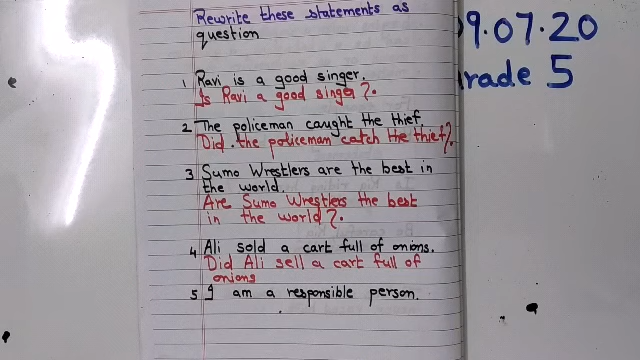 Rewrite these statements as
question
1 Ravi is a good singer.
Is Ravi a good singer?.
2 The policeman caught the thief.
Did.the policeman catch the thief?.
3 Sumo Wrestlers are the best in
the world.
Are Sumo Wrestlers the best
in the world?.
4 Ali sold a cart full of onions.
Did Ali sell a cart full of
onions
5 I am a responsible person.
9.07.20
rade 5